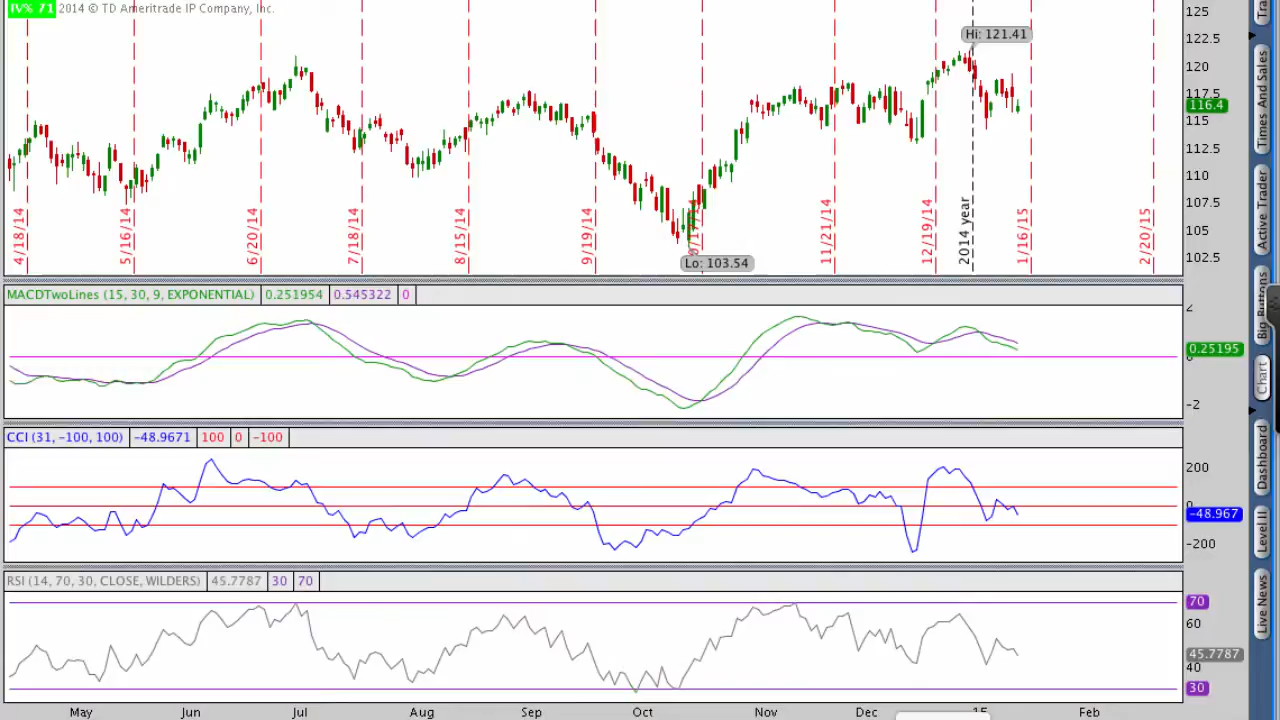 IV% 71 2014 © TD Ameritrade IP Company, Inc.
Hi: 121.41
125
122.5
120
117.5
116.4
115
112.5
110
107.5
105
102.5
Lo: 103.54
4/18/14
5/16/14
6/20/14
7/18/14
8/15/14
9/19/14
11/21/14
12/19/14
2014 year
1/16/15
2/20/15
MACDTwoLines (15, 30, 9, EXPONENTIAL) 0.251954 0.545322 0
2
0.25195
-2
CCI (31, -100, 100) -48.9671 100 0 -100
200
0
-48.967
-200
RSI (14, 70, 30, CLOSE, WILDERS) 45.7787 30 70
70
60
45.7787
40
30
May Jun Jul Aug Sep Oct Nov Dec 15 Feb
Times And Sales
Active Trader
Big Buttons
Chart
Dashboard
Level II
Live News